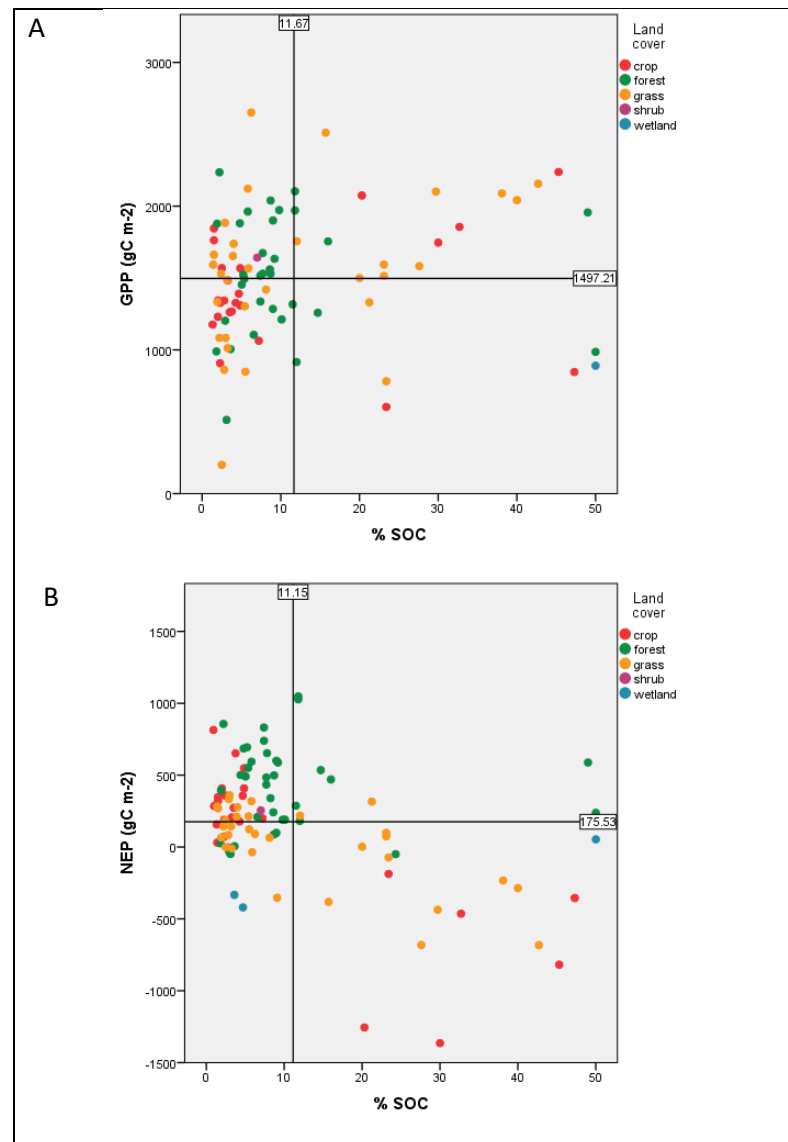 A
11.67
Land
cover
crop
forest
grass
shrub
wetland
3000
2000
1000
0
GPP (gC m-2)
1497.21
0 10 20 30 40 50
% SOC
B
11.15
Land
cover
crop
forest
grass
shrub
wetland
1500
1000
500
0
-500
-1000
-1500
NEP (gC m-2)
175.53
0 10 20 30 40 50
% SOC